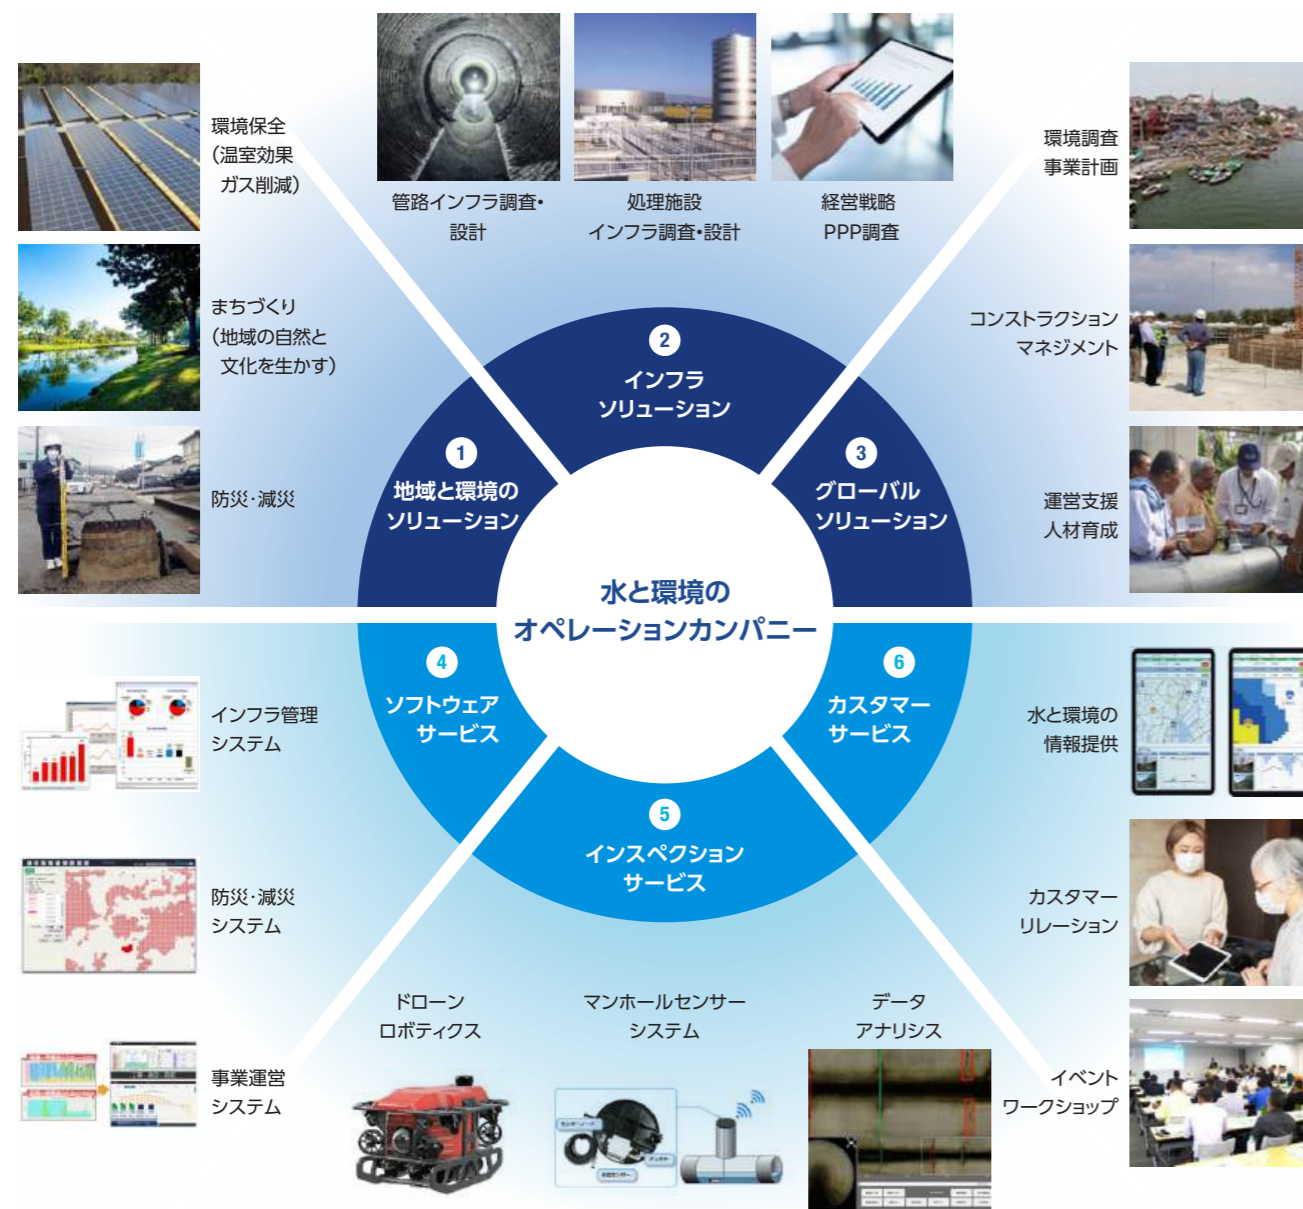 環境保全
（温室効果
ガス削減）
まちづくり
（地域の自然と
文化を生かす）
防災・減災
管路インフラ調査・
設計
処理施設
インフラ調査・設計
経営戦略
PPP調査
環境調査
事業計画
コンストラクション
マネジメント
運営支援
人材育成
1
地域と環境の
ソリューション
2
インフラ
ソリューション
3
グローバル
ソリューション
水と環境の
オペレーションカンパニー
4
ソフトウェア
サービス
5
インスペクション
サービス
6
カスタマー
サービス
インフラ管理
システム
防災・減災
システム
事業運営
システム
ドローン
ロボティクス
マンホールセンサー
システム
データ
アナリシス
水と環境の
情報提供
カスタマー
リレーション
イベント
ワークショップ